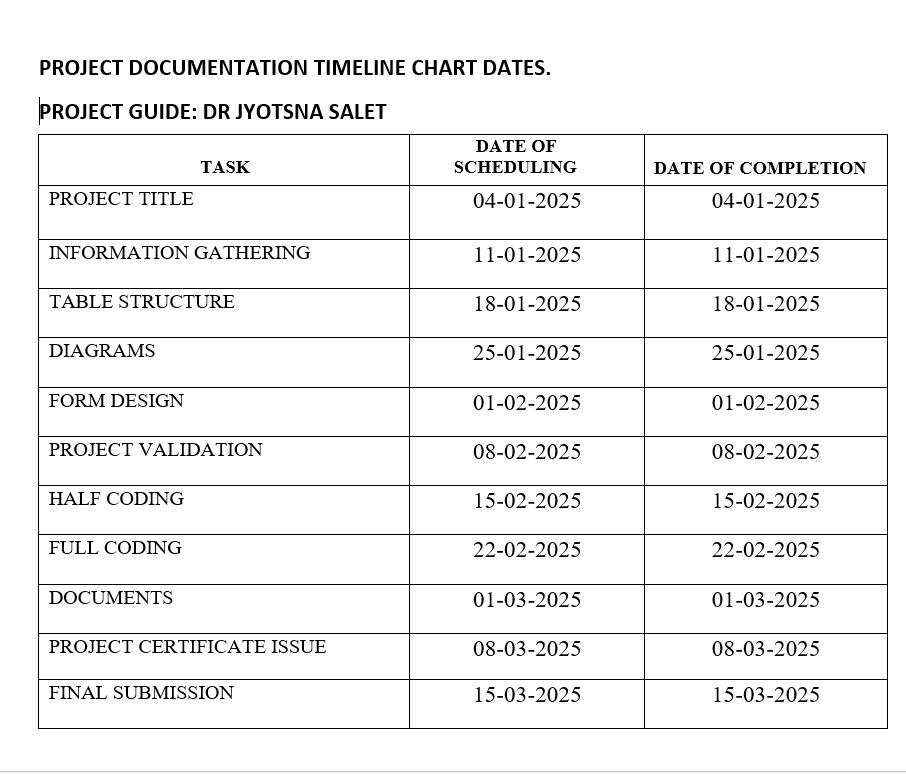 PROJECT DOCUMENTATION TIMELINE CHART DATES.
PROJECT GUIDE: DR JYOTSNA SALET
TASK DATE OF SCHEDULING DATE OF COMPLETION
PROJECT TITLE 04-01-2025 04-01-2025
INFORMATION GATHERING 11-01-2025 11-01-2025
TABLE STRUCTURE 18-01-2025 18-01-2025
DIAGRAMS 25-01-2025 25-01-2025
FORM DESIGN 01-02-2025 01-02-2025
PROJECT VALIDATION 08-02-2025 08-02-2025
HALF CODING 15-02-2025 15-02-2025
FULL CODING 22-02-2025 22-02-2025
DOCUMENTS 01-03-2025 01-03-2025
PROJECT CERTIFICATE ISSUE 08-03-2025 08-03-2025
FINAL SUBMISSION 15-03-2025 15-03-2025